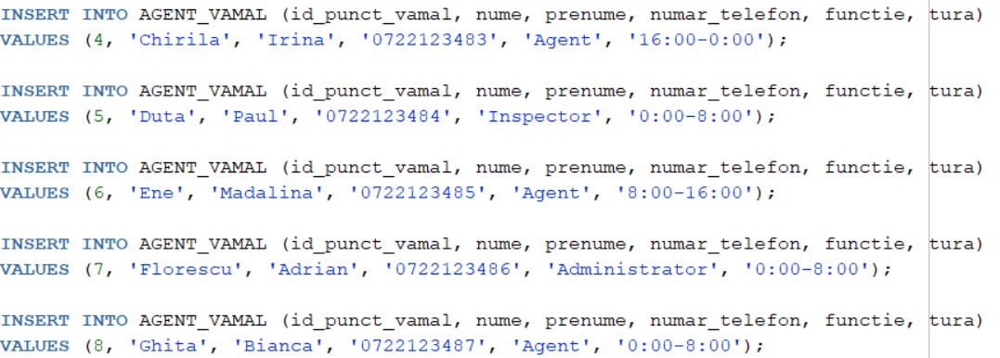 INSERT INTO AGENT_VAMAL (id_punct_vamal, nume, prenume, numar_telefon, functie, tura)
VALUES (4, 'Chirila', 'Irina', '0722123483', 'Agent', '16:00-0:00');
INSERT INTO AGENT_VAMAL (id_punct_vamal, nume, prenume, numar_telefon, functie, tura)
VALUES (5, 'Duta', 'Paul', '0722123484', 'Inspector', '0:00-8:00');
INSERT INTO AGENT_VAMAL (id_punct_vamal, nume, prenume, numar_telefon, functie, tura)
VALUES (6, 'Ene', 'Madalina', '0722123485', 'Agent', '8:00-16:00');
INSERT INTO AGENT_VAMAL (id_punct_vamal, nume, prenume, numar_telefon, functie, tura)
VALUES (7, 'Florescu', 'Adrian', '0722123486', 'Administrator', '0:00-8:00');
INSERT INTO AGENT_VAMAL (id_punct_vamal, nume, prenume, numar_telefon, functie, tura)
VALUES (8, 'Ghita', 'Bianca', '0722123487', 'Agent', '0:00-8:00');